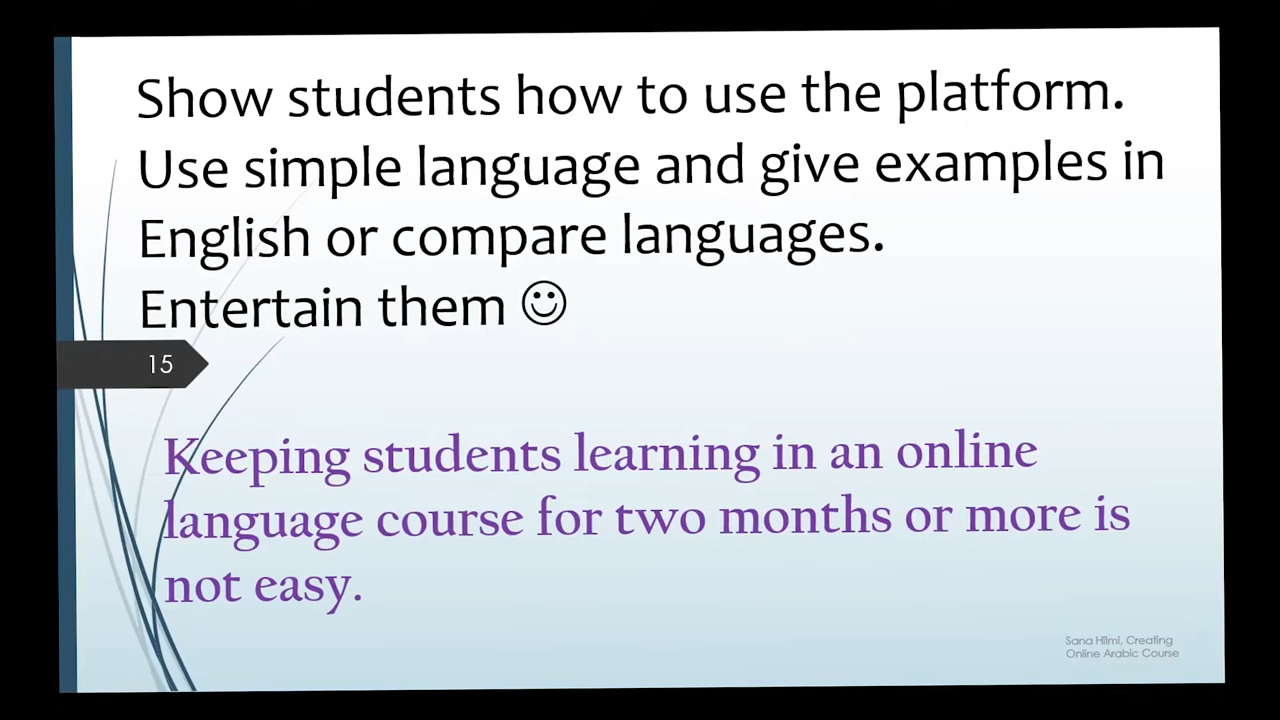 Show students how to use the platform.
Use simple language and give examples in
English or compare languages.
Entertain them ☺
15
Keeping students learning in an online
language course for two months or more is
not easy.
Sana Hilmi, Creating
Online Arabic Course